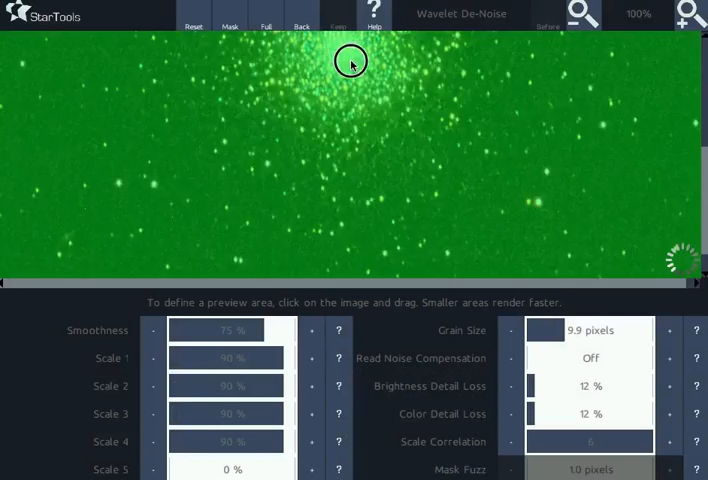 StarTools
Reset Mask Full Back Keep Help Wavelet De-Noise Before 100%
To define a preview area, click on the image and drag. Smaller areas render faster.
Smoothness - 75 % + ? Grain Size - 9.9 pixels + ?
Scale 1 - 90 % + ? Read Noise Compensation - Off + ?
Scale 2 - 90 % + ? Brightness Detail Loss - 12 % + ?
Scale 3 - 90 % + ? Color Detail Loss - 12 % + ?
Scale 4 - 90 % + ? Scale Correlation - 6 + ?
Scale 5 - 0 % + ? Mask Fuzz - 1.0 pixels + ?